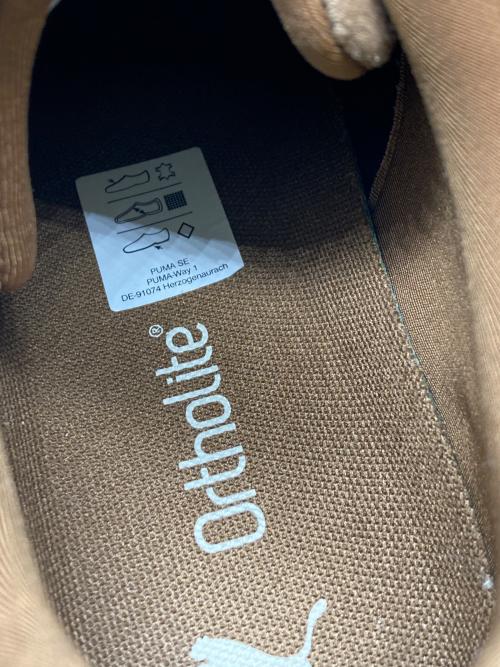 PUMA SE
PUMA-Way 1
DE-91074 Herzogenaurach
Ortholite®